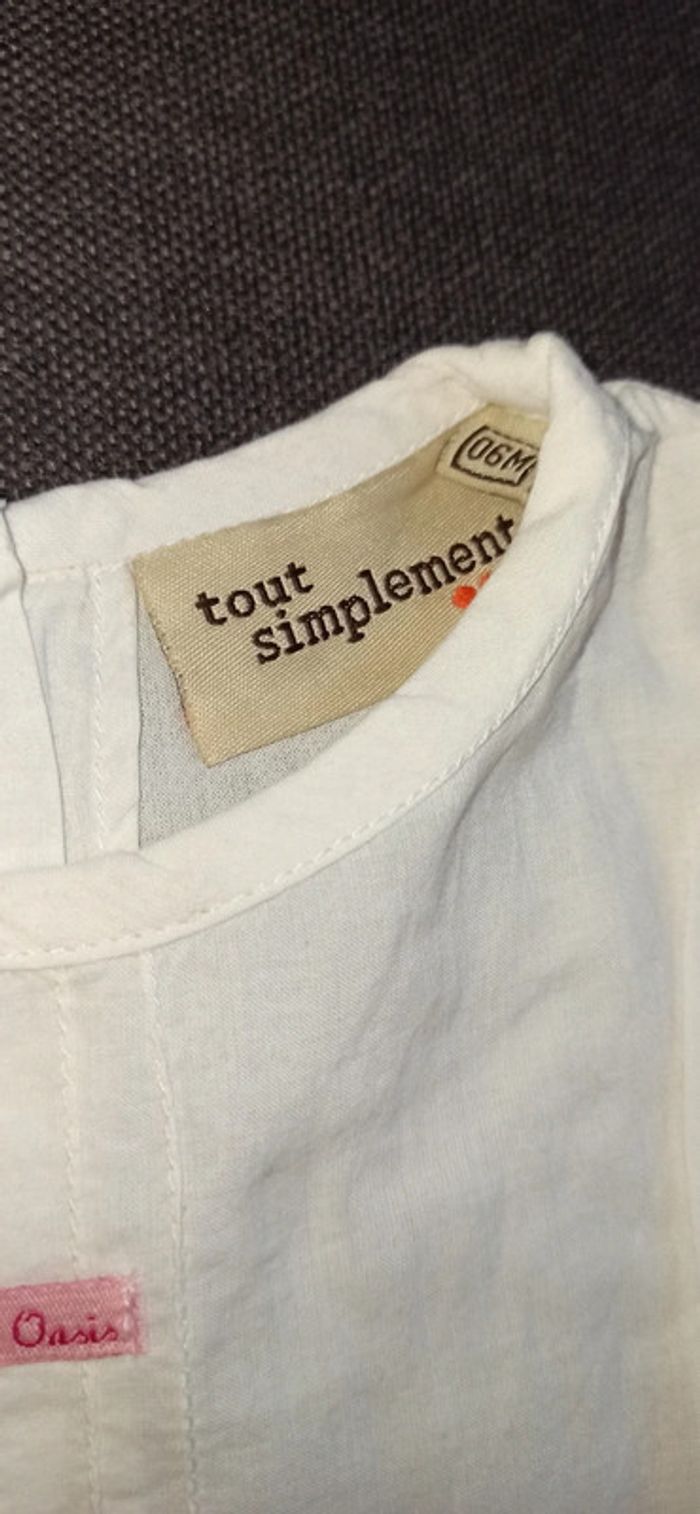 06M
tout
simplement
Oasis